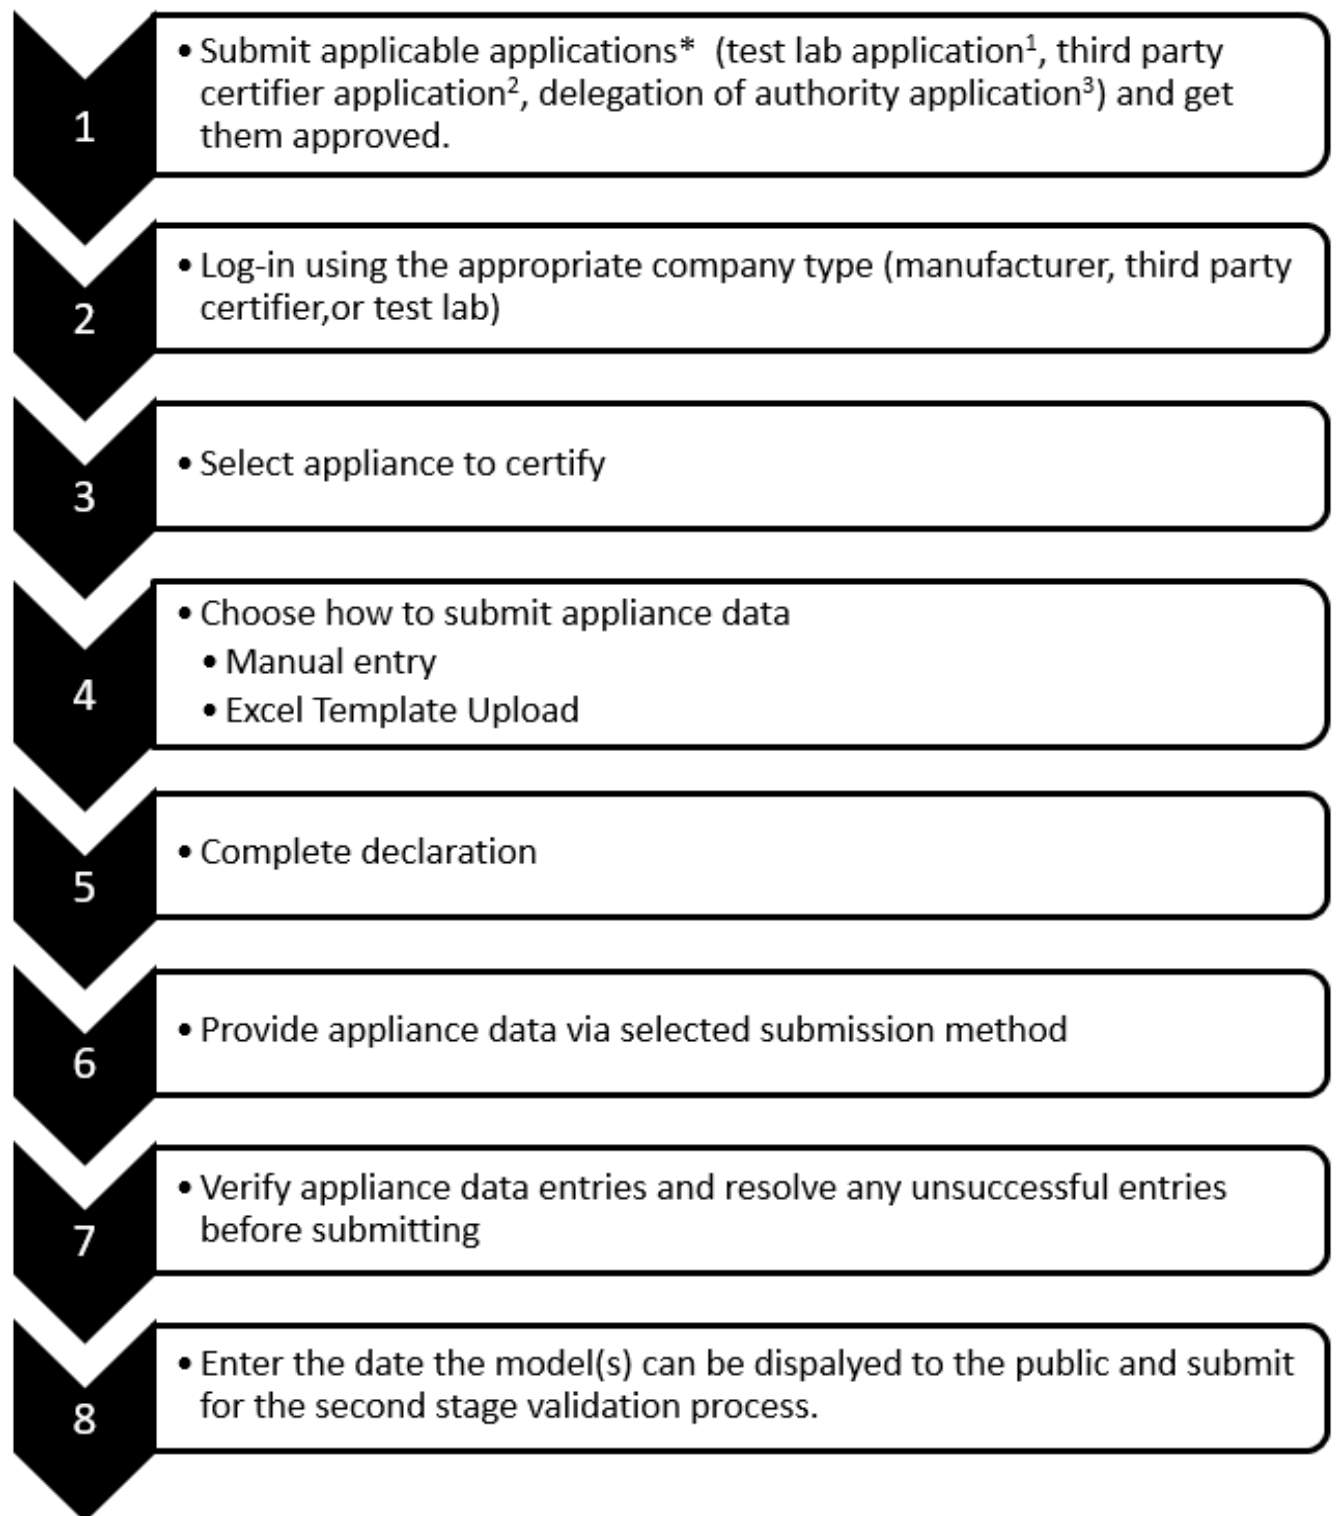 1
• Submit applicable applications* (test lab application¹, third party
certifier application², delegation of authority application³) and get
them approved.
2
• Log-in using the appropriate company type (manufacturer, third party
certifier,or test lab)
3
• Select appliance to certify
4
• Choose how to submit appliance data
• Manual entry
• Excel Template Upload
5
• Complete declaration
6
• Provide appliance data via selected submission method
7
• Verify appliance data entries and resolve any unsuccessful entries
before submitting
8
• Enter the date the model(s) can be dispalyed to the public and submit
for the second stage validation process.